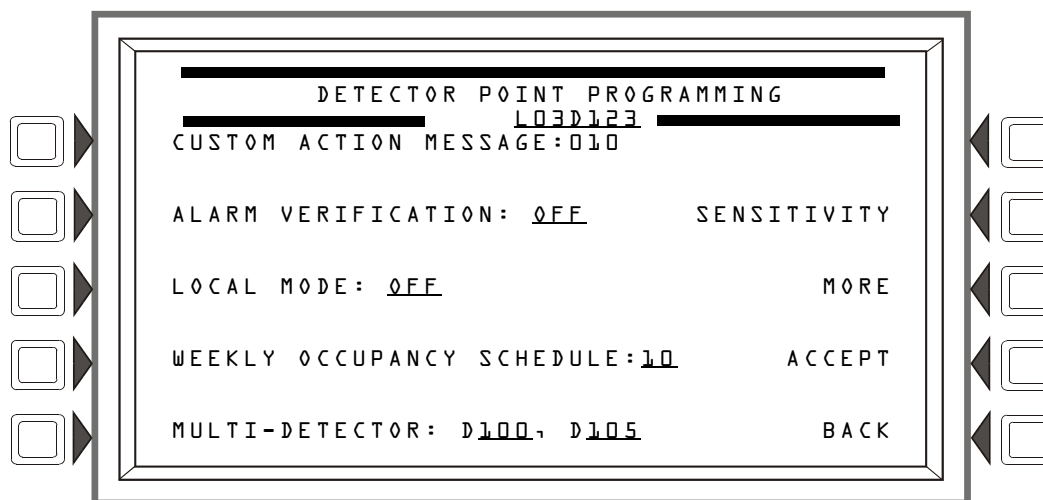 DETECTOR POINT PROGRAMMING
L03D123
CUSTOM ACTION MESSAGE:010
ALARM VERIFICATION: OFF SENSITIVITY
LOCAL MODE: OFF MORE
WEEKLY OCCUPANCY SCHEDULE:10 ACCEPT
MULTI-DETECTOR: D100, D105 BACK